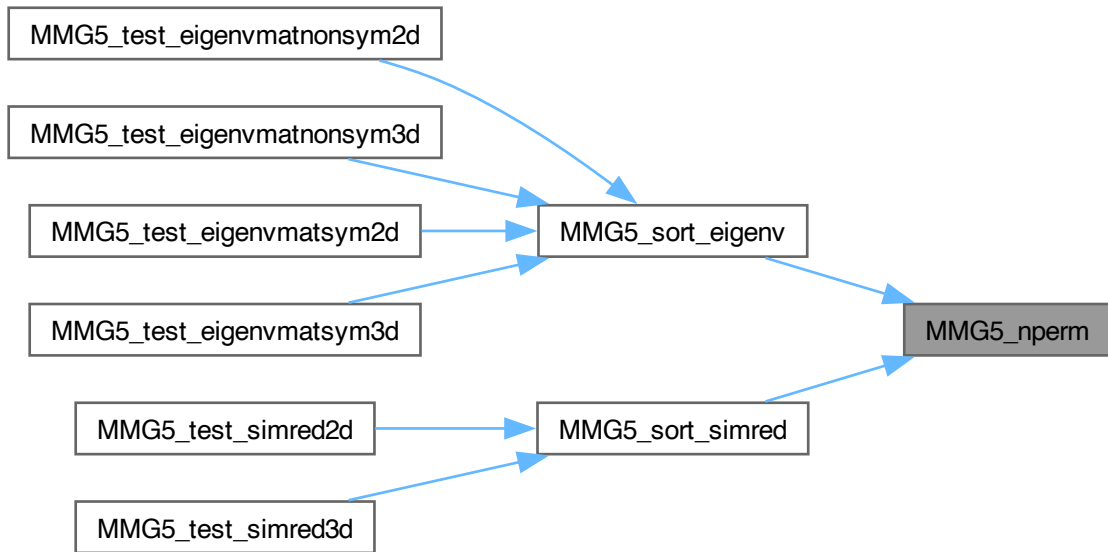 MMG5_test_eigenvmatnonsym2d
MMG5_test_eigenvmatnonsym3d
MMG5_test_eigenvmatsym2d
MMG5_sort_eigenv
MMG5_test_eigenvmatsym3d
MMG5_nperm
MMG5_test_simred2d
MMG5_sort_simred
MMG5_test_simred3d